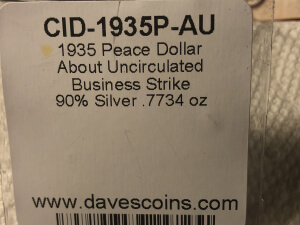 CID-1935P-AU
1935 Peace Dollar
About Uncirculated
Business Strike
90% Silver .7734 oz
www.davescoins.com